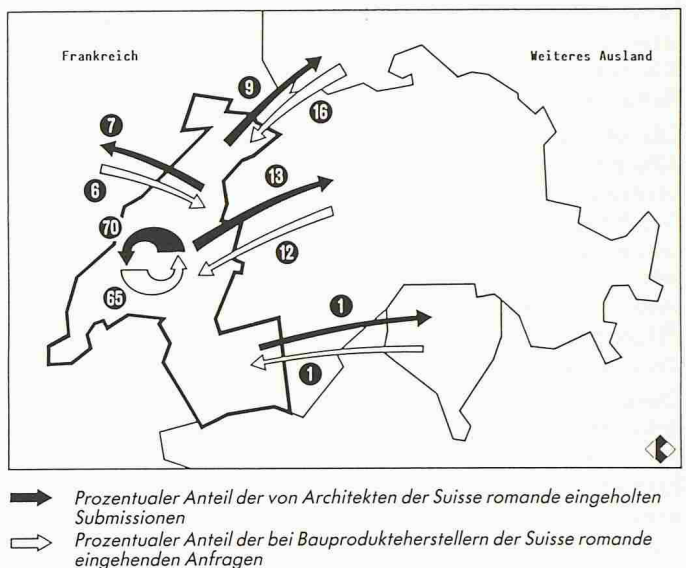 Frankreich
Weiteres Ausland
9
16
7
6
13
70
12
65
1
1
Prozentualer Anteil der von Architekten der Suisse romande eingeholten
Submissionen
Prozentualer Anteil der bei Bauprodukteherstellern der Suisse romande
eingehenden Anfragen